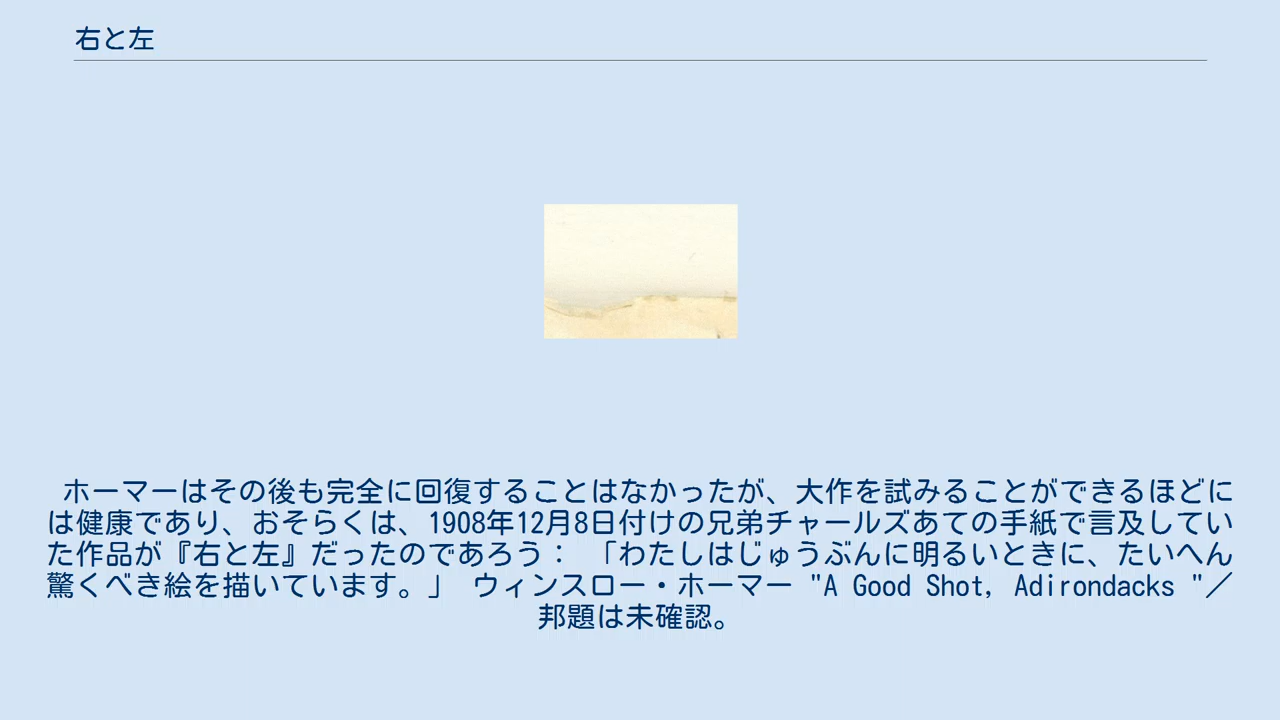 右と左
ホーマーはその後も完全に回復することはなかったが、大作を試みることができるほどに
は健康であり、おそらくは、1908年12月8日付けの兄弟チャールズあての手紙で言及してい
た作品が『右と左』だったのであろう： 「わたしはじゅうぶんに明るいときに、たいへん
驚くべき絵を描いています。」 ウィンスロー・ホーマー "A Good Shot, Adirondacks "／
邦題は未確認。